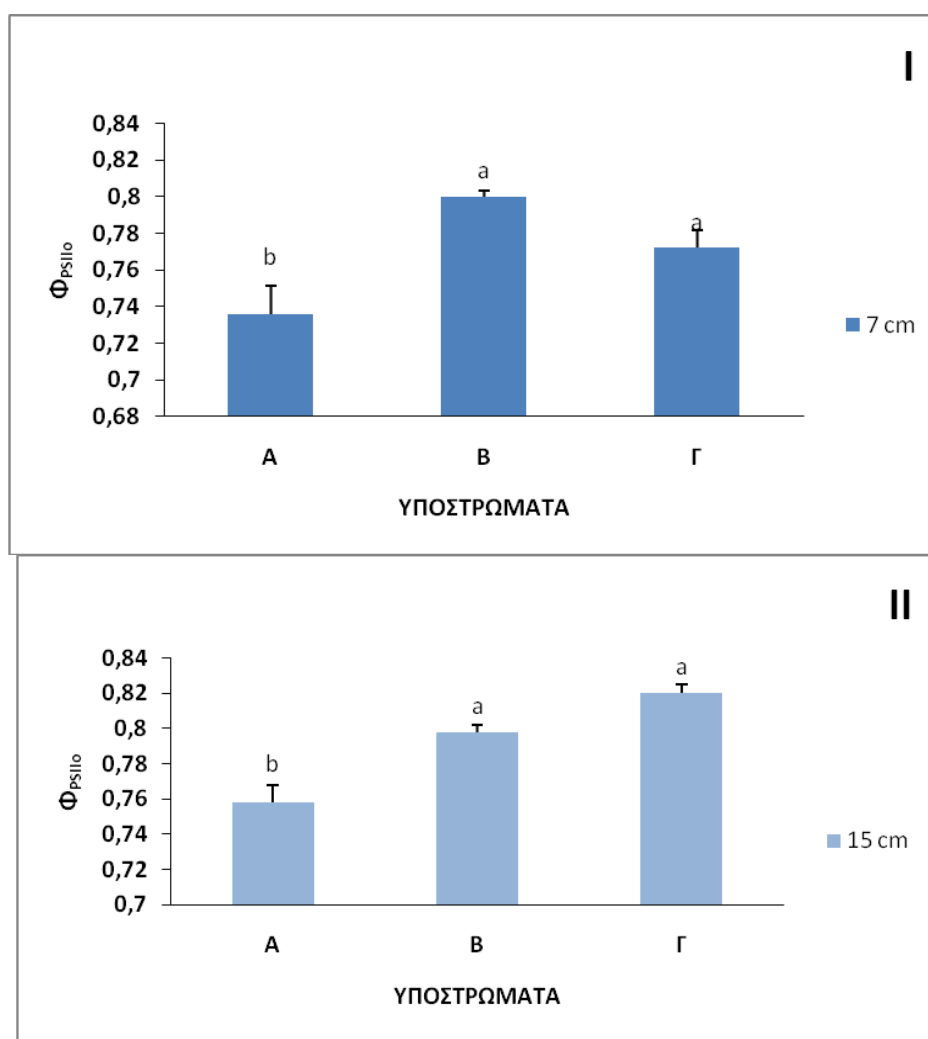 I
0,84
0,82
0,8
0,78
0,76
0,74
0,72
0,7
0,68
ΦPSIIo
b
a
a
7 cm
Α Β Γ
ΥΠΟΣΤΡΩΜΑΤΑ
II
0,84
0,82
0,8
0,78
0,76
0,74
0,72
0,7
ΦPSIIo
b
a
a
15 cm
Α Β Γ
ΥΠΟΣΤΡΩΜΑΤΑ